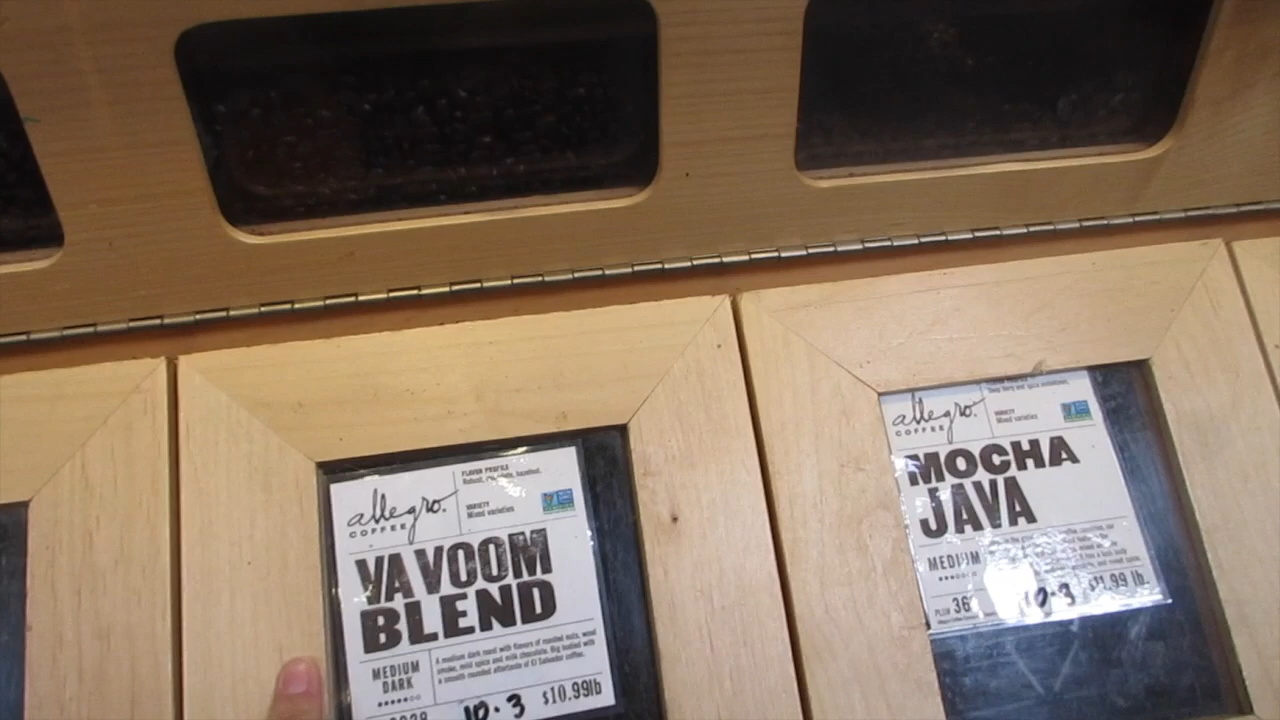 allegro.
COFFEE
FLAVOR PROFILE
VARIETY
Mixed varieties
VA VOOM
BLEND
MEDIUM
DARK
A medium dark roast with flavors of roasted nuts, wood
smoke, mild spice and milk chocolate. Big bodied with
a smooth rounded aftertaste of El Salvador coffee.
10.3
$10.99lb
allegro.
COFFEE
VARIETY
Mixed varieties
MOCHA
JAVA
MEDIUM
PLU# 36
10.3
$11.99 lb.